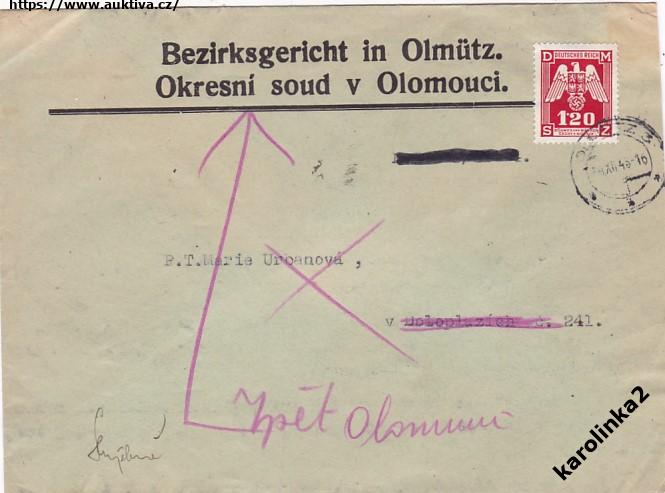 https://www.auktiva.cz/
Bezirksgericht in Olmütz.
Okresní soud v Olomouci.
D M
DEUTSCHES REICH
1.20
S Z
P.T.Marie Urbanová ,
v Doloplazích č. 241.
Zpět Olomouc
karolinka2